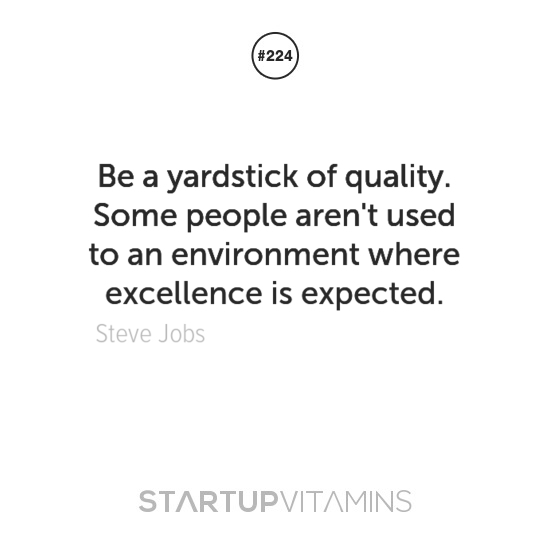 #224
Be a yardstick of quality.
Some people aren't used
to an environment where
excellence is expected.
Steve Jobs
STARTUPVITAMINS